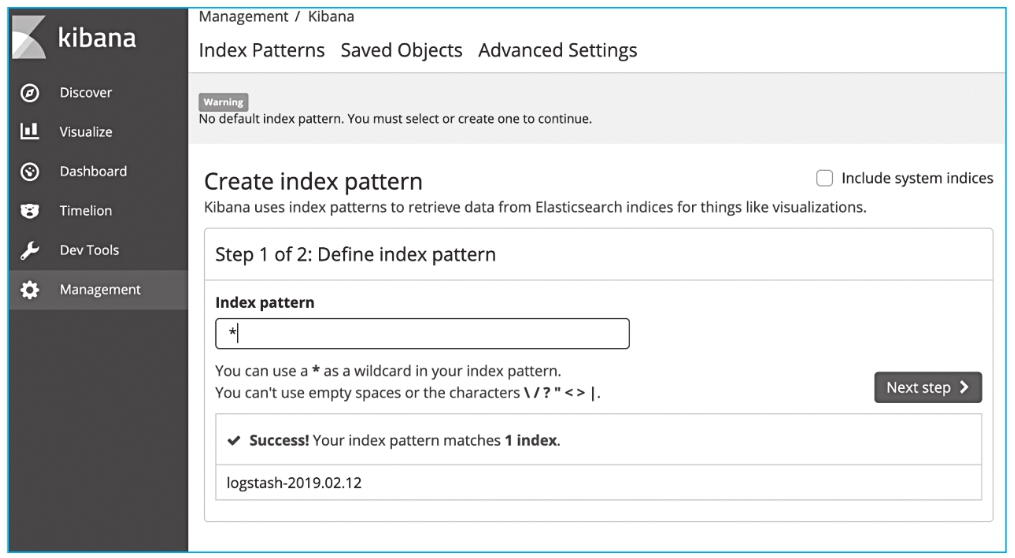 kibana
Discover
Visualize
Dashboard
Timelion
Dev Tools
Management
Management / Kibana
Index Patterns Saved Objects Advanced Settings
Warning
No default index pattern. You must select or create one to continue.
Create index pattern
Include system indices
Kibana uses index patterns to retrieve data from Elasticsearch indices for things like visualizations.
Step 1 of 2: Define index pattern
Index pattern
*
You can use a * as a wildcard in your index pattern.
You can't use empty spaces or the characters \ / ? " < > |.
Next step
Success! Your index pattern matches 1 index.
logstash-2019.02.12